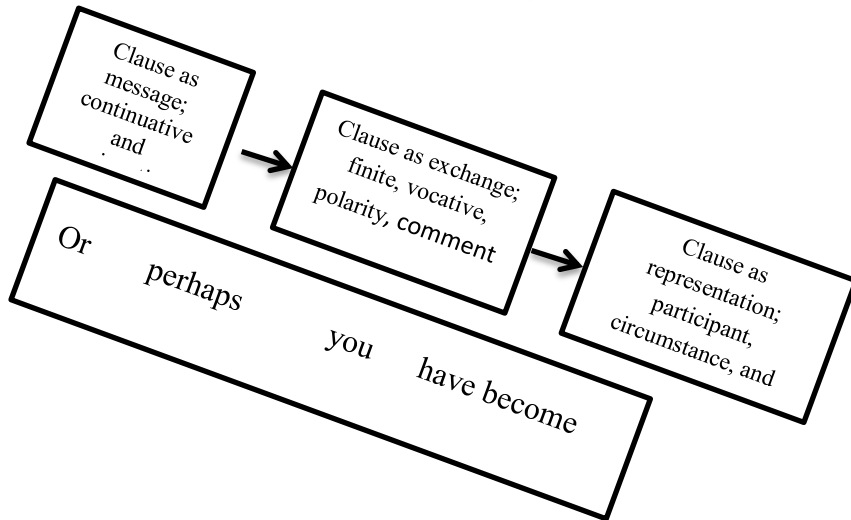 Clause as
message;
continuative
and
Clause as exchange;
finite, vocative,
polarity, comment
Clause as
representation;
participant,
circumstance, and
Or perhaps you have become